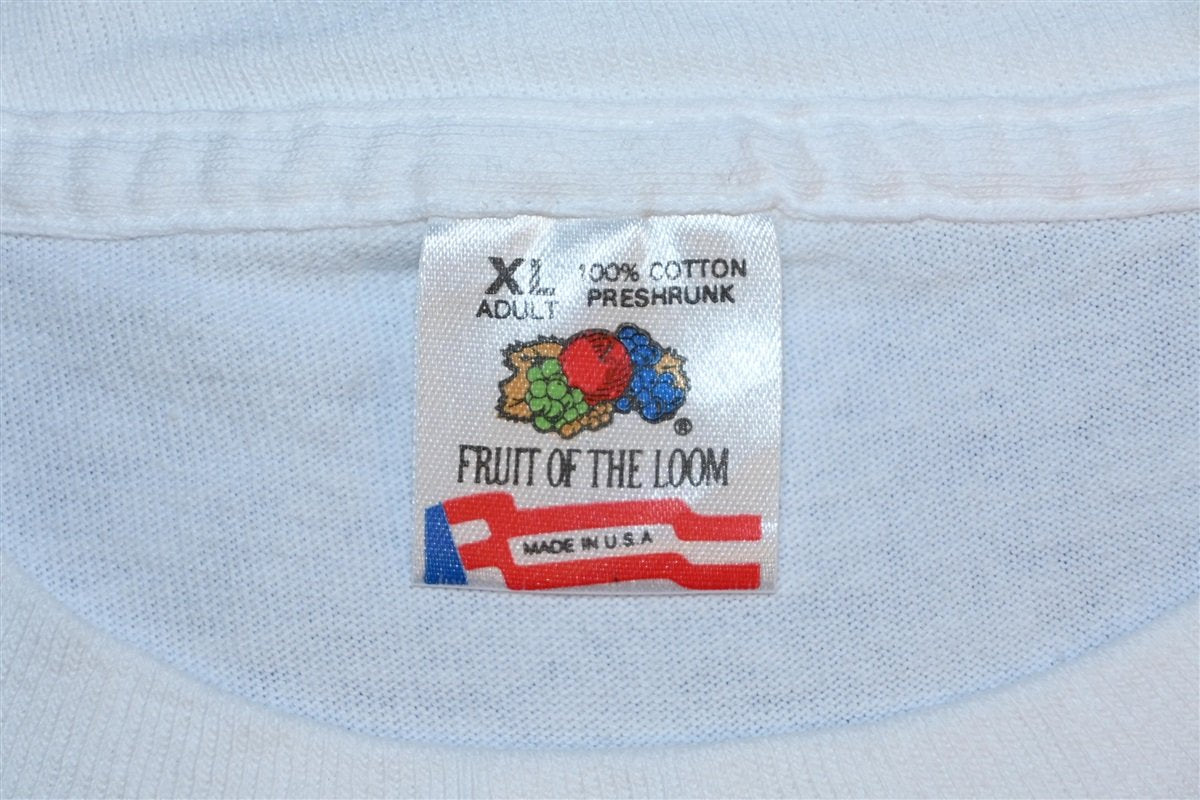 XL 100% COTTON
ADULT PRESHRUNK
®
FRUIT OF THE LOOM
MADE IN U.S.A